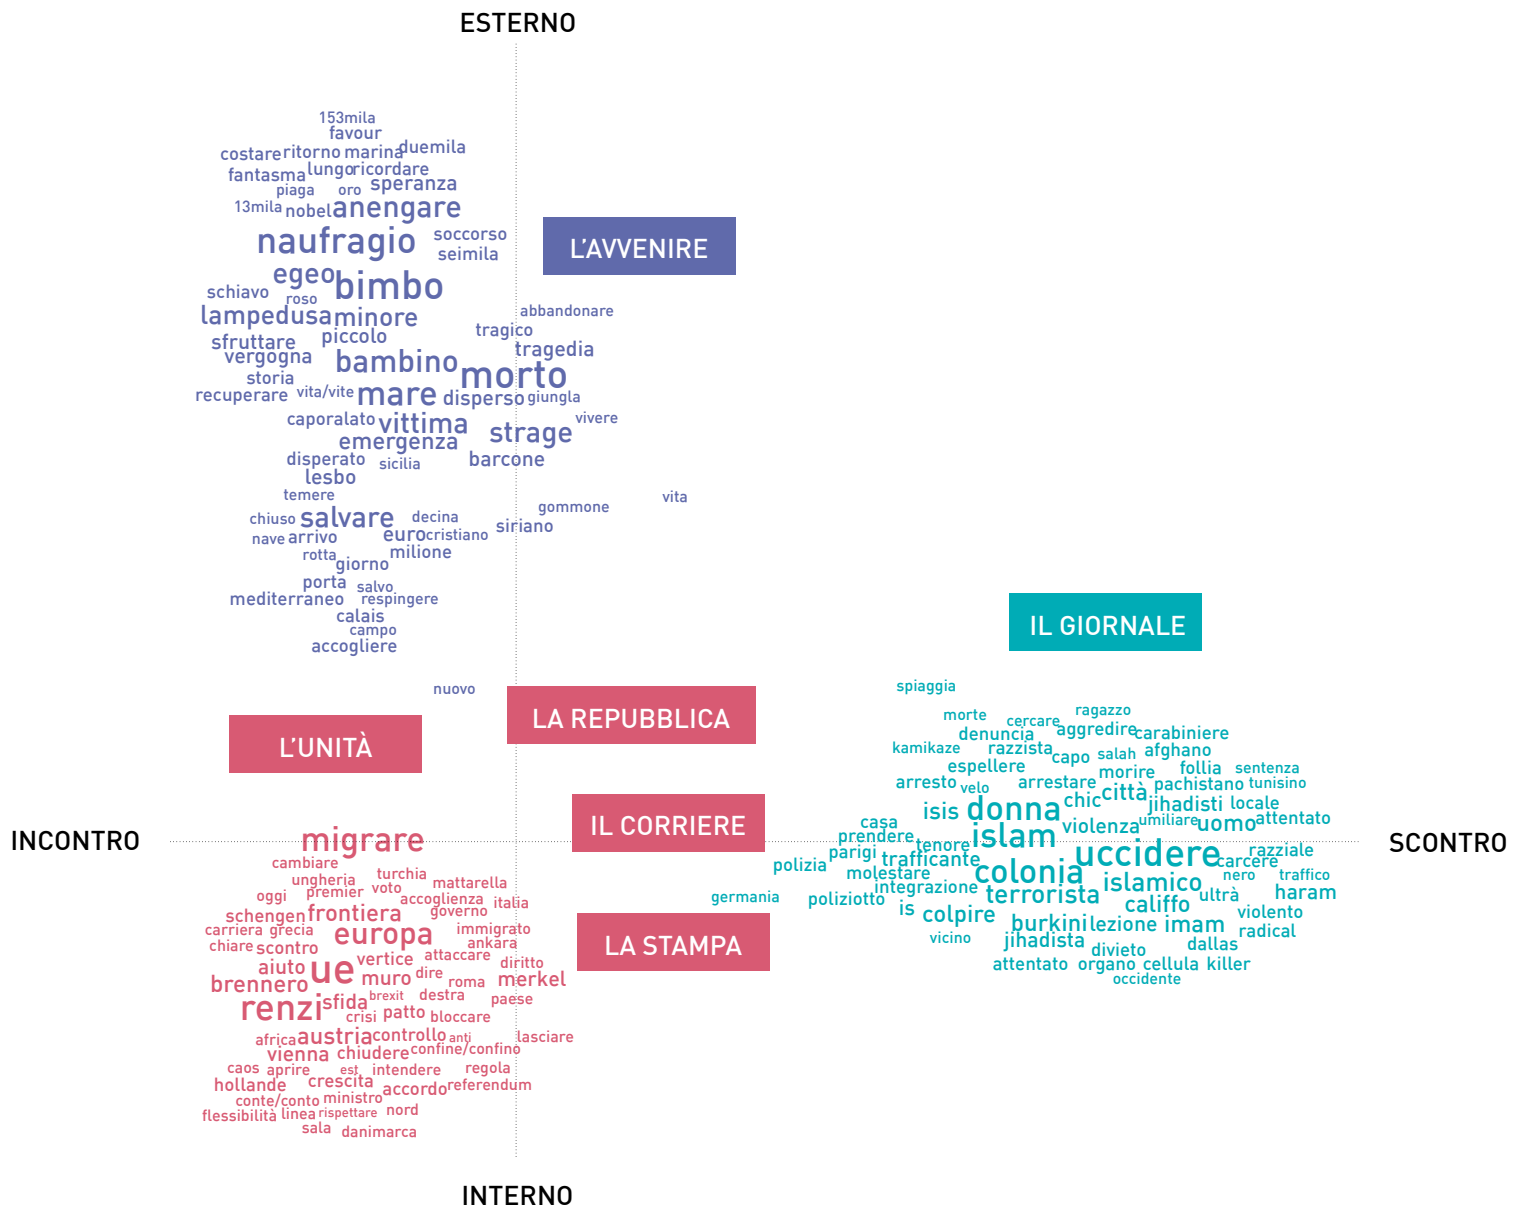 ESTERNO
153mila
favour
costare ritorno marina duemila
fantasma lungo ricordare
piaga oro speranza
13mila nobel anengare
naufragio soccorso
seimila
L'AVVENIRE
egeo bimbo
schiavo roso
lampedusa minore
abbandonare
sfruttare piccolo tragico
vergogna bambino tragedia
storia morto
recuperare vita/vite mare disperso giungla
caporalato vittima vivere
emergenza strage
disperato sicilia barcone
lesbo
temere vita
chiuso salvare decina gommone
nave arrivo euro cristiano siriano
rotta milione
giorno
porta salvo
mediterraneo respingere
calais
campo
accogliere
IL GIORNALE
nuovo
LA REPUBBLICA
L'UNITÀ
spiaggia
morte cercare ragazzo
denuncia aggredire carabiniere
kamikaze razzista capo salah afghano
espellere morire follia sentenza
arresto velo arrestare pachistano tunisino
isis donna chic città jihadisti locale
casa islam violenza umiliare uomo attentato
prendere tenore
IL CORRIERE
INCONTRO
SCONTRO
migrare
parigi trafficante uccidere razziale
polizia molestare colonia carcere
integrazione islamico nero traffico
germania poliziotto terrorista ultrà haram
is colpire califfo violento
burkini lezione imam radical
vicino jihadista divieto dallas
attentato organo cellula killer
occidente
cambiare
ungheria turchia
oggi premier voto mattarella
accoglienza italia
schengen frontiera governo
carriera grecia europa immigrato
chiare scontro ankara
LA STAMPA
aiuto ue vertice attaccare diritto
brennero muro dire roma merkel
renzi sfida brexit destra paese
crisi patto bloccare
africa austria controllo anti lasciare
vienna chiudere confine/confino
caos aprire est intendere regola
hollande crescita accordo referendum
conte/conto ministro
flessibilità linea rispettare nord
sala danimarca
INTERNO